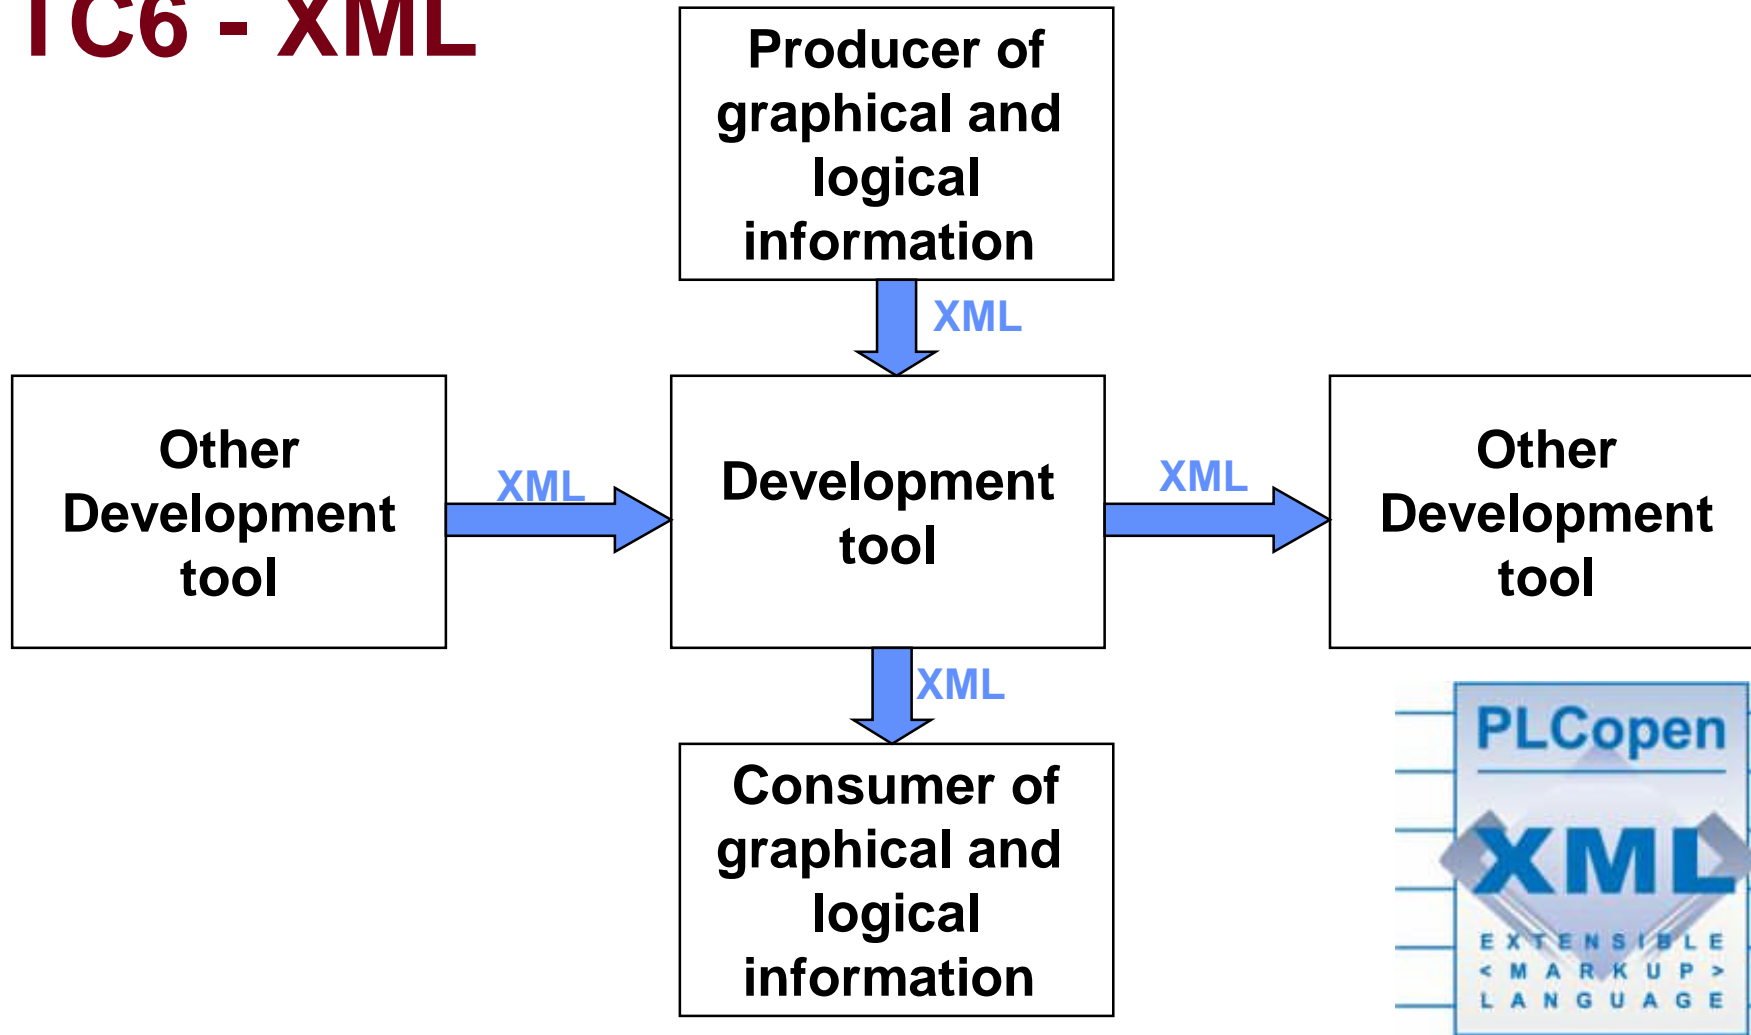 TC6 - XML
Producer of
graphical and
logical
information
XML
Other
Development
tool
XML
Development
tool
XML
Other
Development
tool
XML
Consumer of
graphical and
logical
information
PLCopen
XML
EXTENSIBLE
<MARKUP>
LANGUAGE